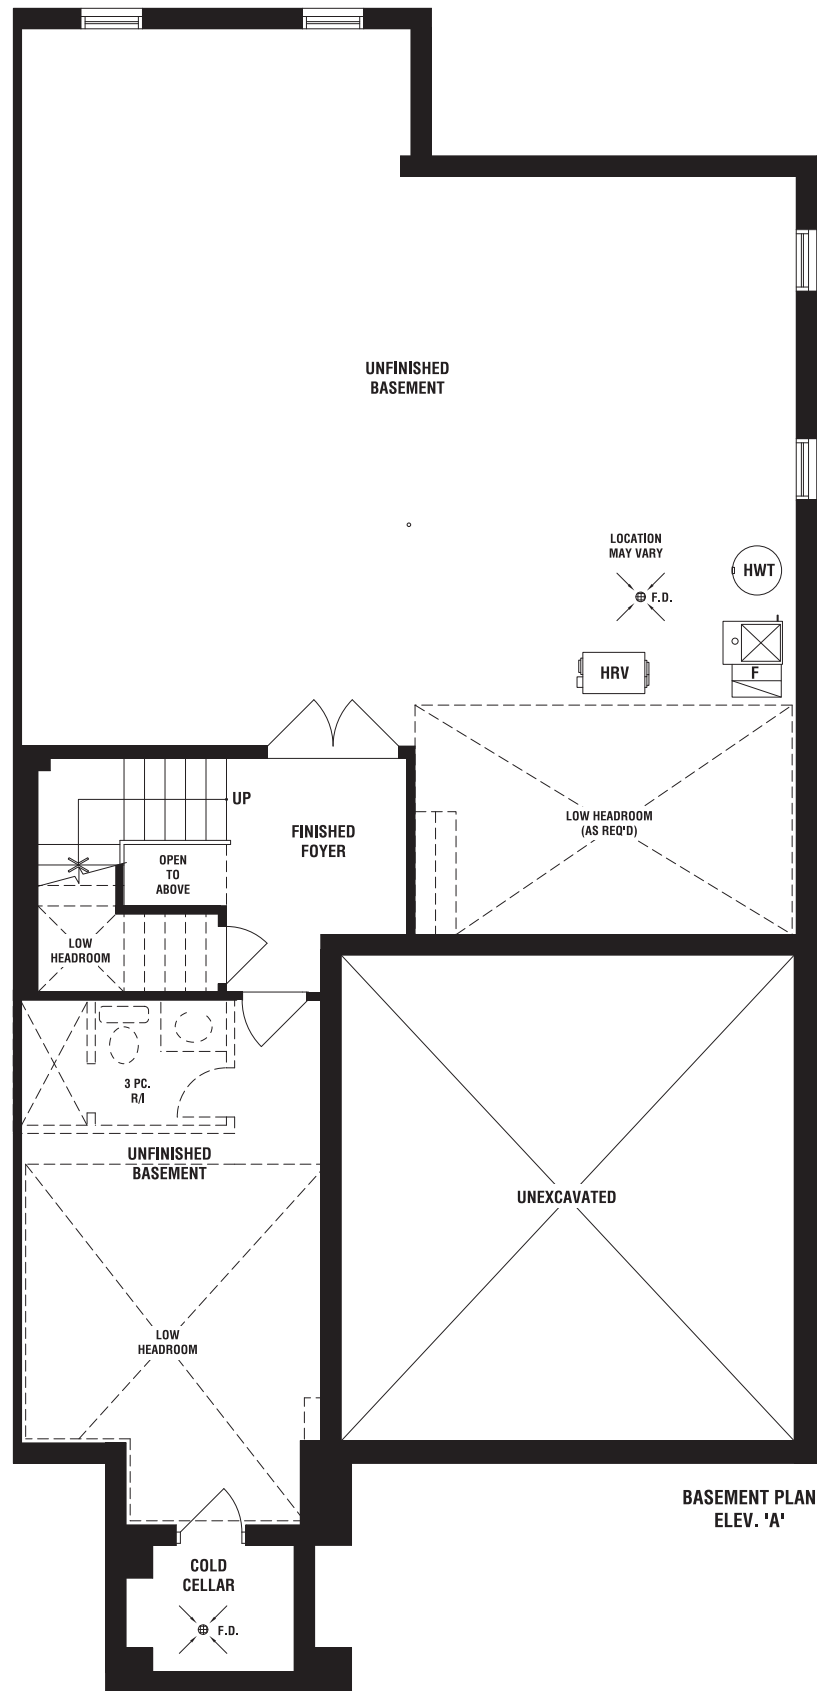 UNFINISHED
BASEMENT
LOCATION
MAY VARY
HWT
F.D.
HRV
F
UP
FINISHED
FOYER
LOW HEADROOM
(AS REQ'D)
OPEN
TO
ABOVE
LOW
HEADROOM
3 PC.
R/I
UNFINISHED
BASEMENT
UNEXCAVATED
LOW
HEADROOM
BASEMENT PLAN
ELEV. 'A'
COLD
CELLAR
F.D.